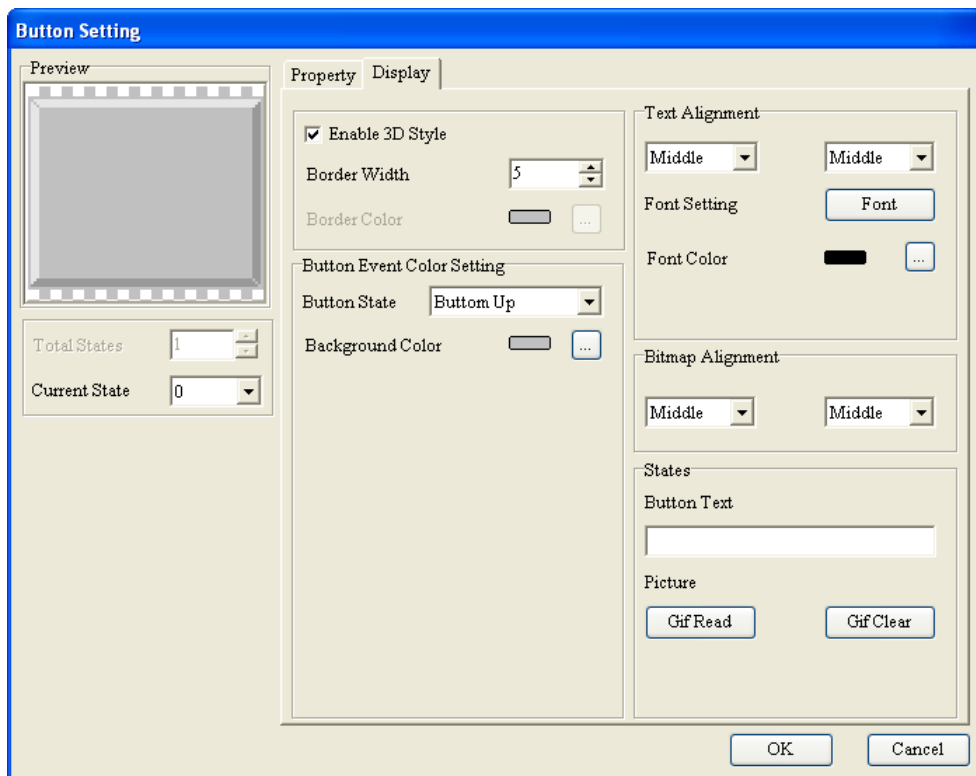 Button Setting
Preview
Total States 1
Current State 0
Property Display
Enable 3D Style
Border Width 5
Border Color ...
Button Event Color Setting
Button State Buttom Up
Background Color ...
Text Alignment
Middle Middle
Font Setting Font
Font Color ...
Bitmap Alignment
Middle Middle
States
Button Text
Picture
Gif Read Gif Clear
OK Cancel